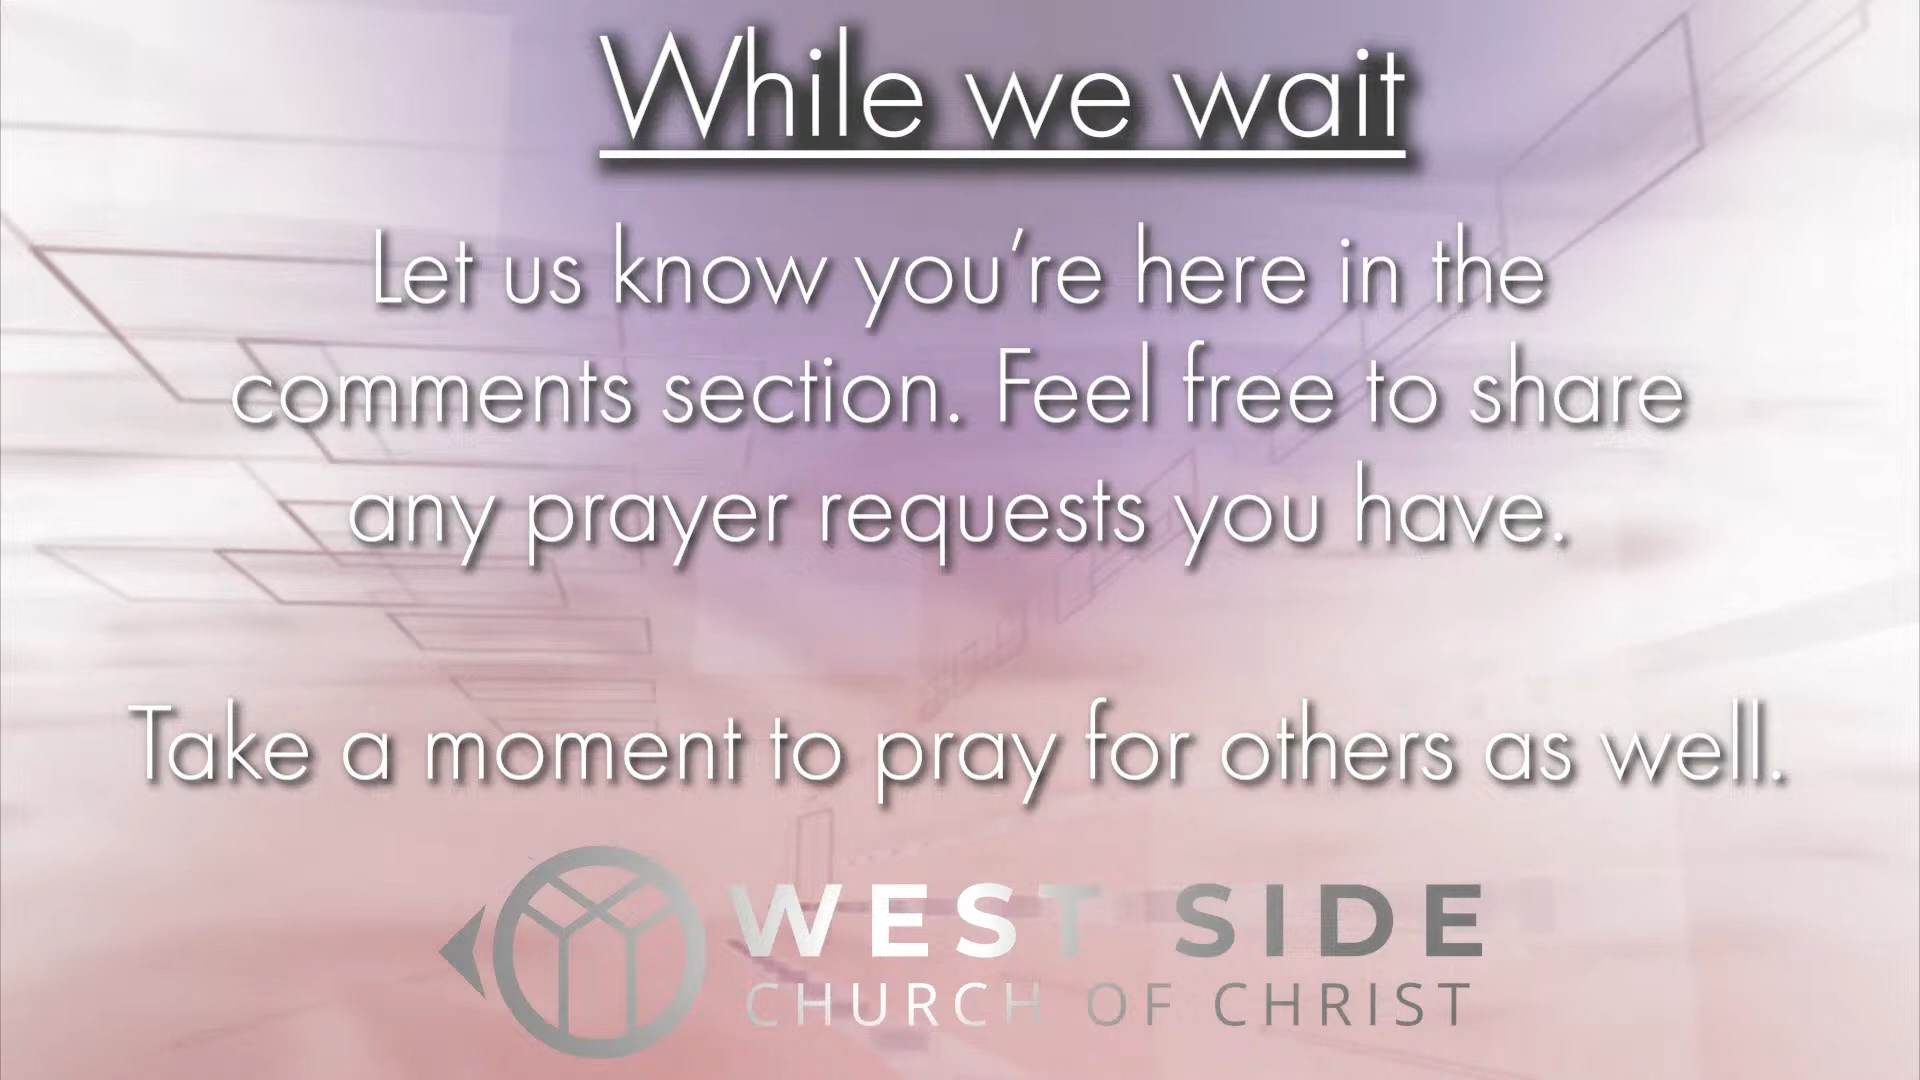 While we wait
Let us know you’re here in the
comments section. Feel free to share
any prayer requests you have.
Take a moment to pray for others as well.
WEST SIDE
CHURCH OF CHRIST